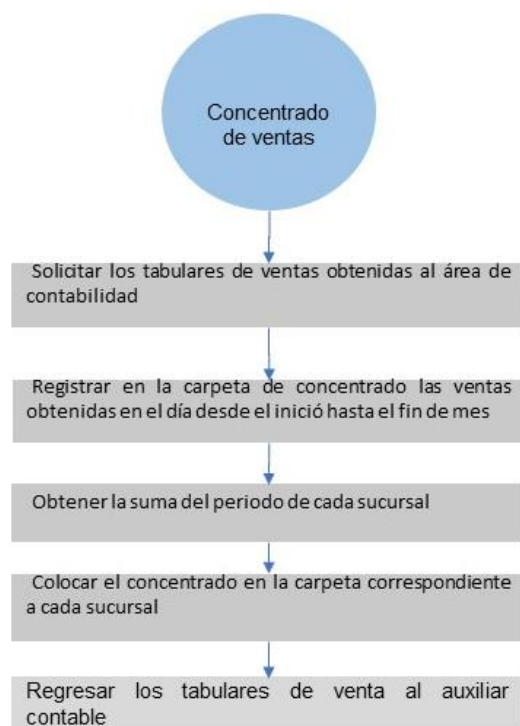 Concentrado
de ventas
Solicitar los tabulares de ventas obtenidas al área de
contabilidad
Registrar en la carpeta de concentrado las ventas
obtenidas en el día desde el inició hasta el fin de mes
Obtener la suma del periodo de cada sucursal
Colocar el concentrado en la carpeta correspondiente
a cada sucursal
Regresar los tabulares de venta al auxiliar
contable